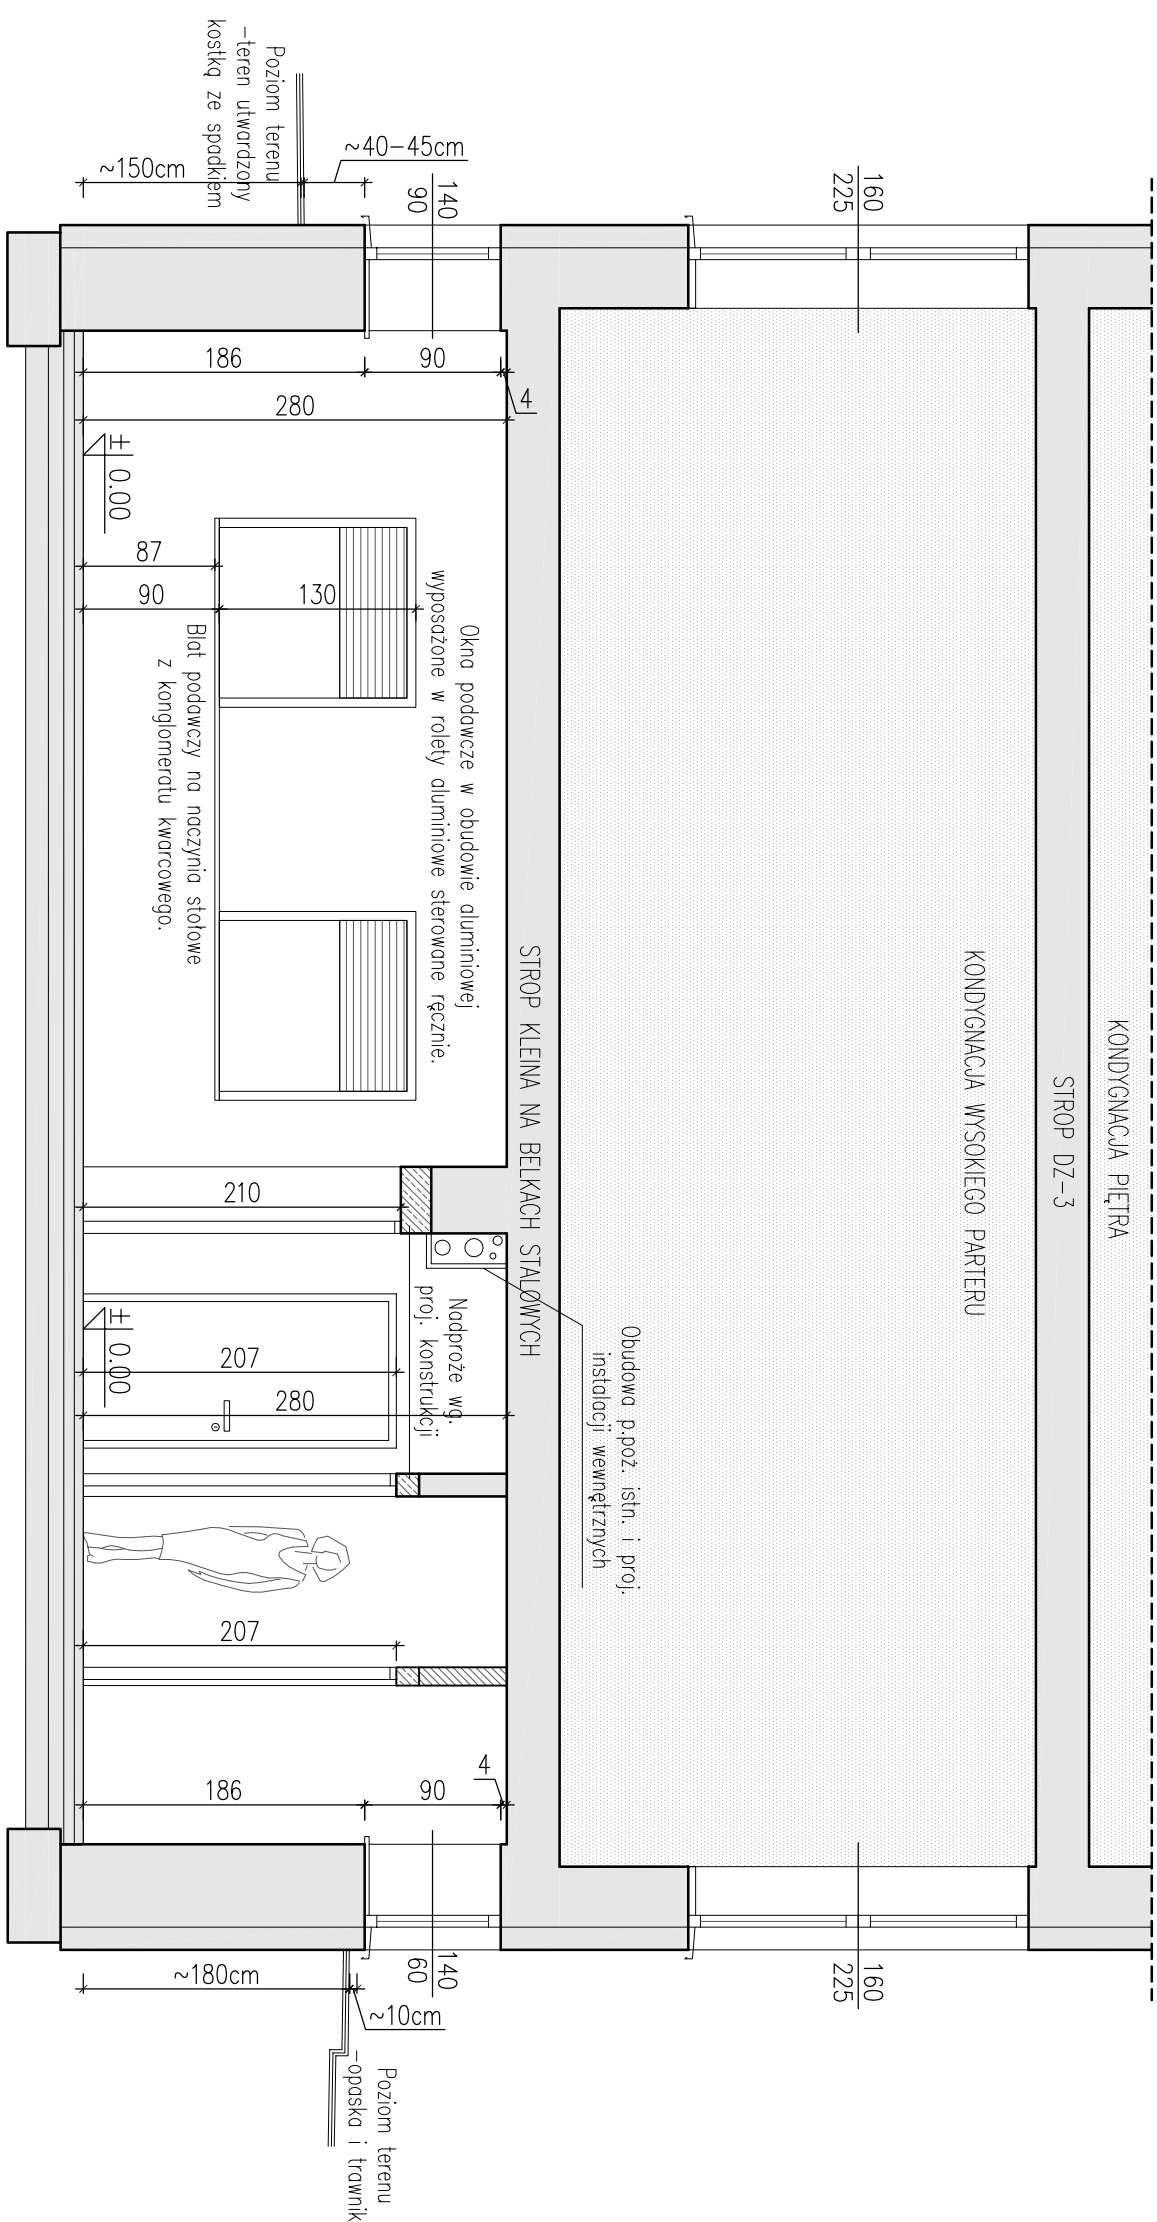 KONDYGNACJA PIĘTRA
STROP DZ-3
KONDYGNACJA WYSOKIEGO PARTERU
160
225
160
225
Obudowa p.poż. istn. i proj.
instalacji wewnętrznych
STROP KLEINA NA BELKACH STALOWYCH
140
90
~40-45cm
~150cm
Poziom terenu
-teren utwardzony
kostką ze spadkiem
186
90
4
280
± 0.00
87
90
130
Okna podawcze w obudowie aluminiowej
wyposażone w rolety aluminiowe sterowane ręcznie.
Blat podawczy na naczynia stołowe
z konglomeratu kwarcowego.
210
Nadproże wg.
proj. konstrukcji
± 0.00
207
280
207
4
186
90
140
60
~180cm
~10cm
Poziom terenu
-opaska i trawnik